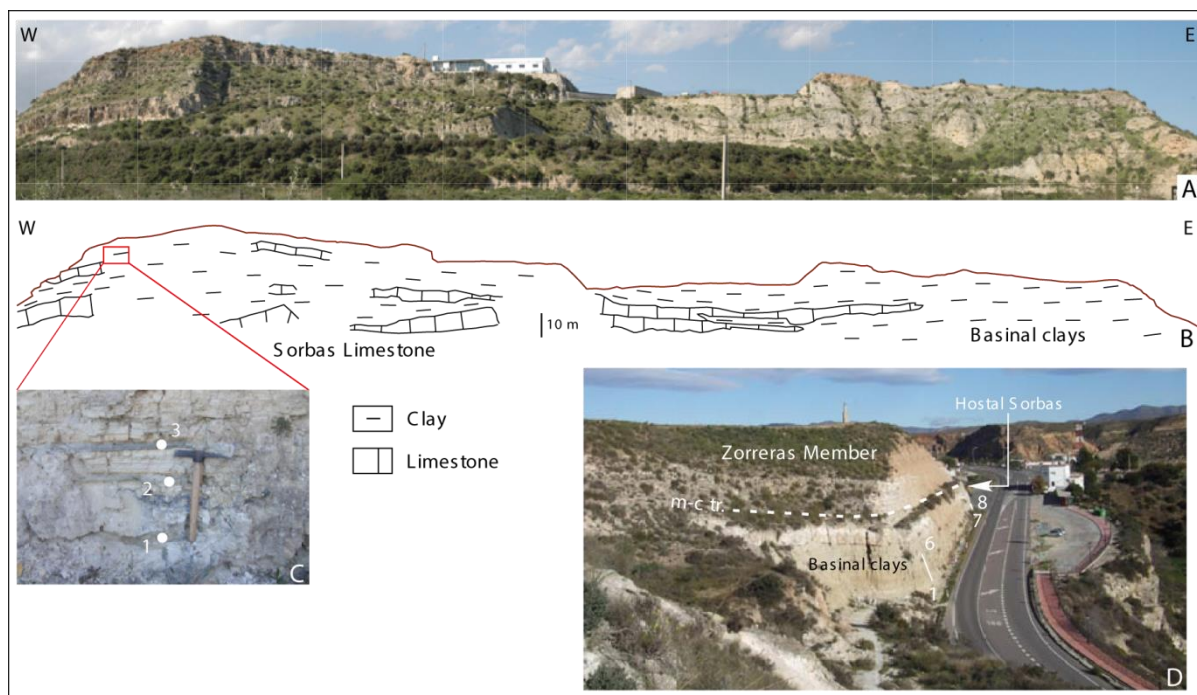 W
E
A
W
E
10 m
Sorbas Limestone
Basinal clays
B
3
2
1
C
Clay
Limestone
Hostal Sorbas
Zorreras Member
m-c tr.
8
7
6
Basinal clays
1
D